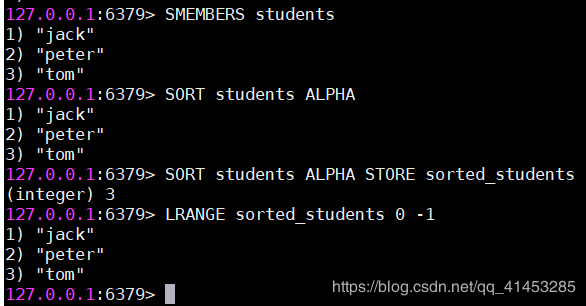 127.0.0.1:6379> SMEMBERS students
1) "jack"
2) "peter"
3) "tom"
127.0.0.1:6379> SORT students ALPHA
1) "jack"
2) "peter"
3) "tom"
127.0.0.1:6379> SORT students ALPHA STORE sorted_students
(integer) 3
127.0.0.1:6379> LRANGE sorted_students 0 -1
1) "jack"
2) "peter"
3) "tom"
127.0.0.1:6379>
https://blog.csdn.net/qq_41453285